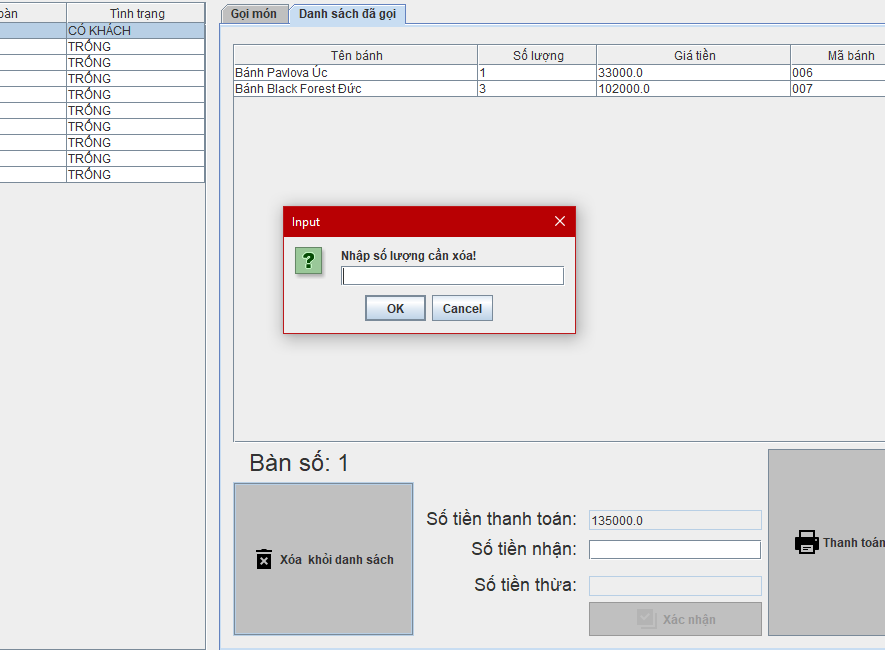 bàn Tình trạng
CÓ KHÁCH
TRỐNG
TRỐNG
TRỐNG
TRỐNG
TRỐNG
TRỐNG
TRỐNG
TRỐNG
TRỐNG
Gọi món Danh sách đã gọi
Tên bánh Số lượng Giá tiền Mã bánh
Bánh Pavlova Úc 1 33000.0 006
Bánh Black Forest Đức 3 102000.0 007
Input
Nhập số lượng cần xóa!
OK Cancel
Bàn số: 1
Xóa khỏi danh sách
Số tiền thanh toán: 135000.0
Số tiền nhận:
Số tiền thừa:
Xác nhận
Thanh toán